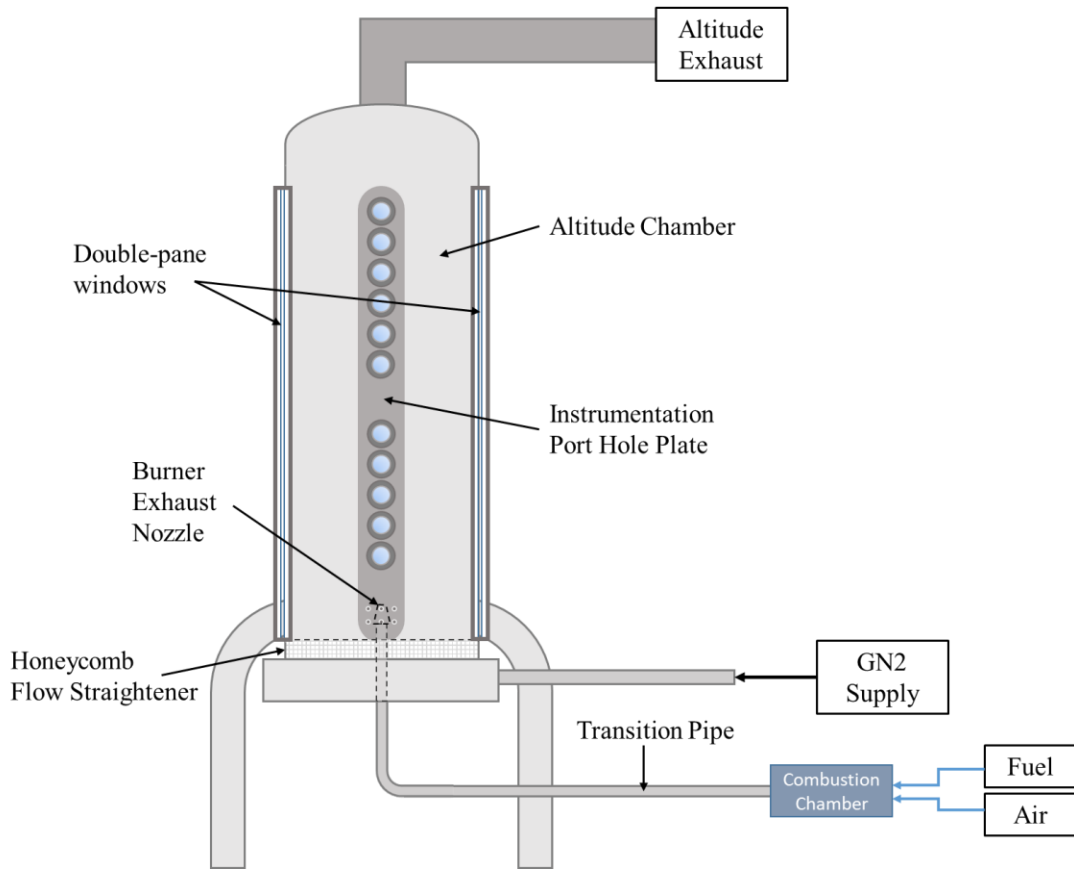 Altitude
Exhaust
Altitude Chamber
Double-pane
windows
Instrumentation
Port Hole Plate
Burner
Exhaust
Nozzle
Honeycomb
Flow Straightener
GN2
Supply
Transition Pipe
Combustion
Chamber
Fuel
Air